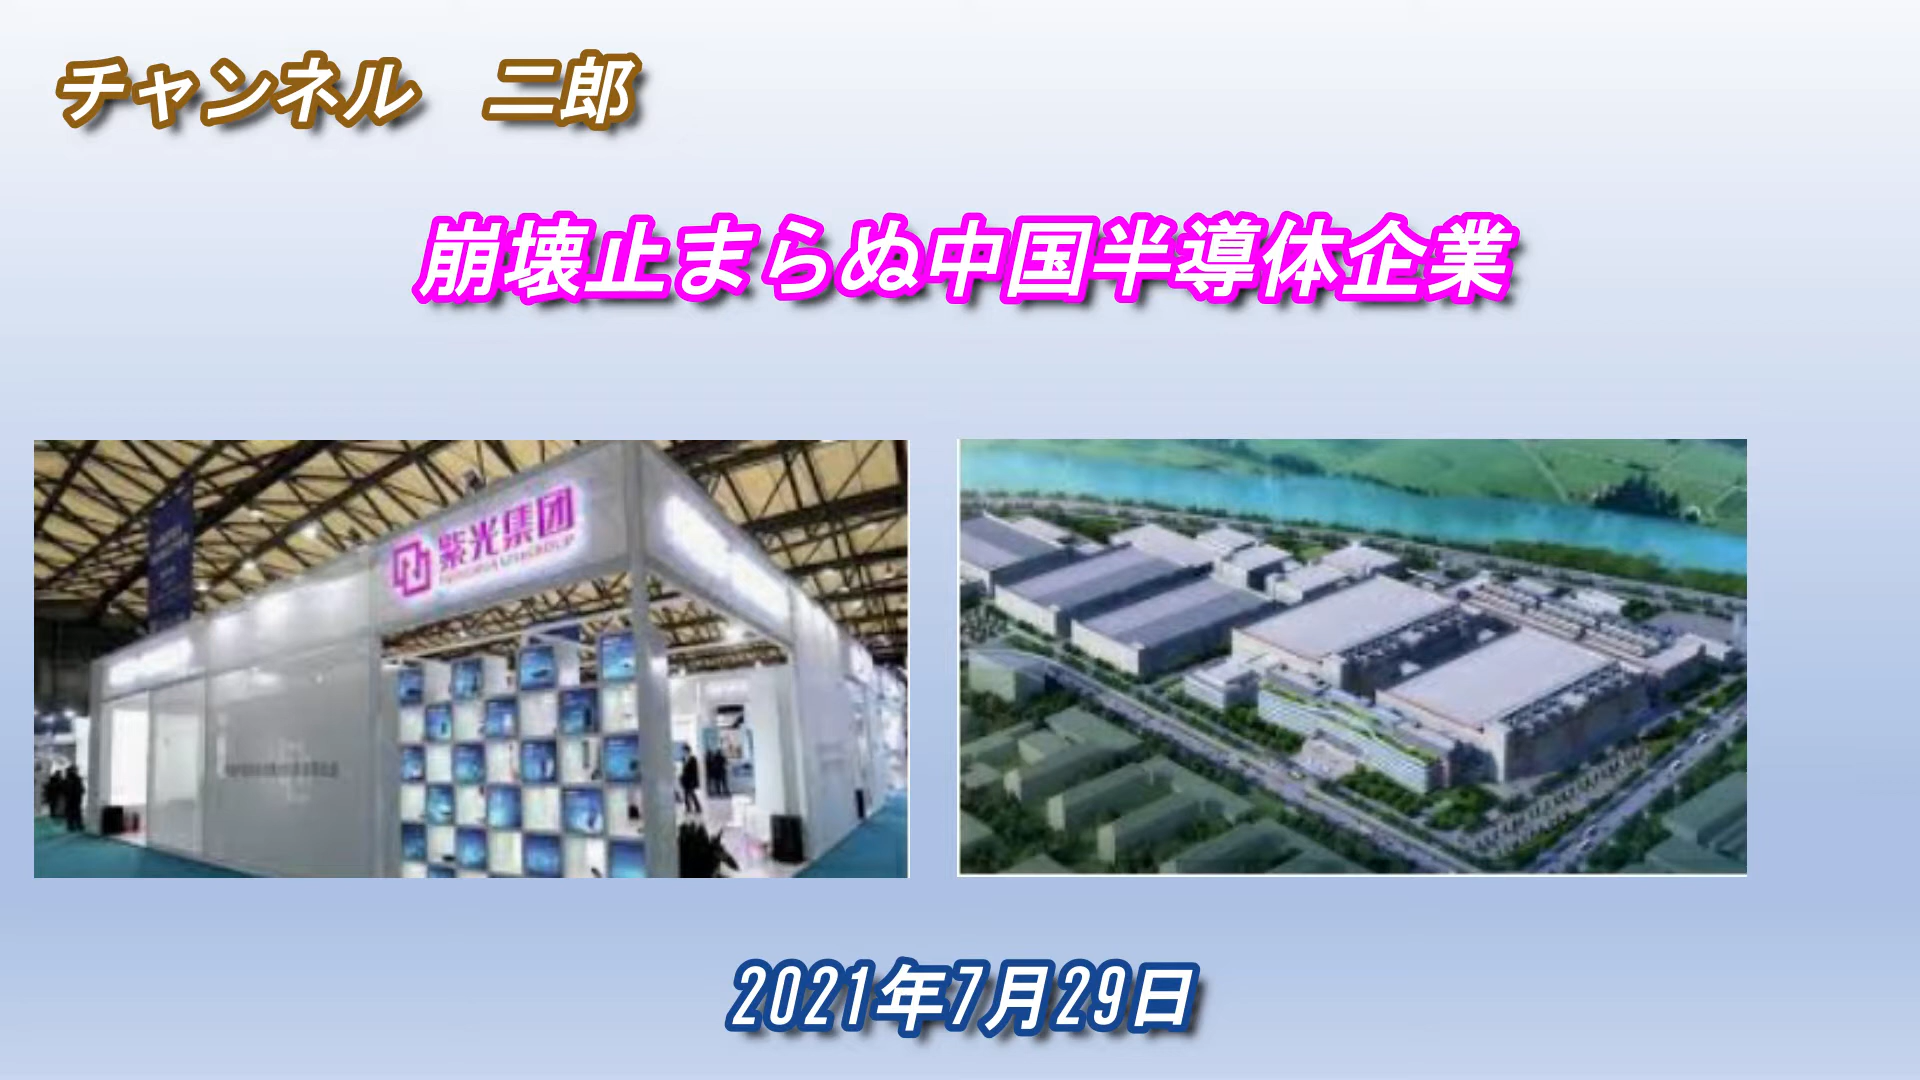 チャンネル　二郎
崩壊止まらぬ中国半導体企業
紫光集团
2021年7月29日